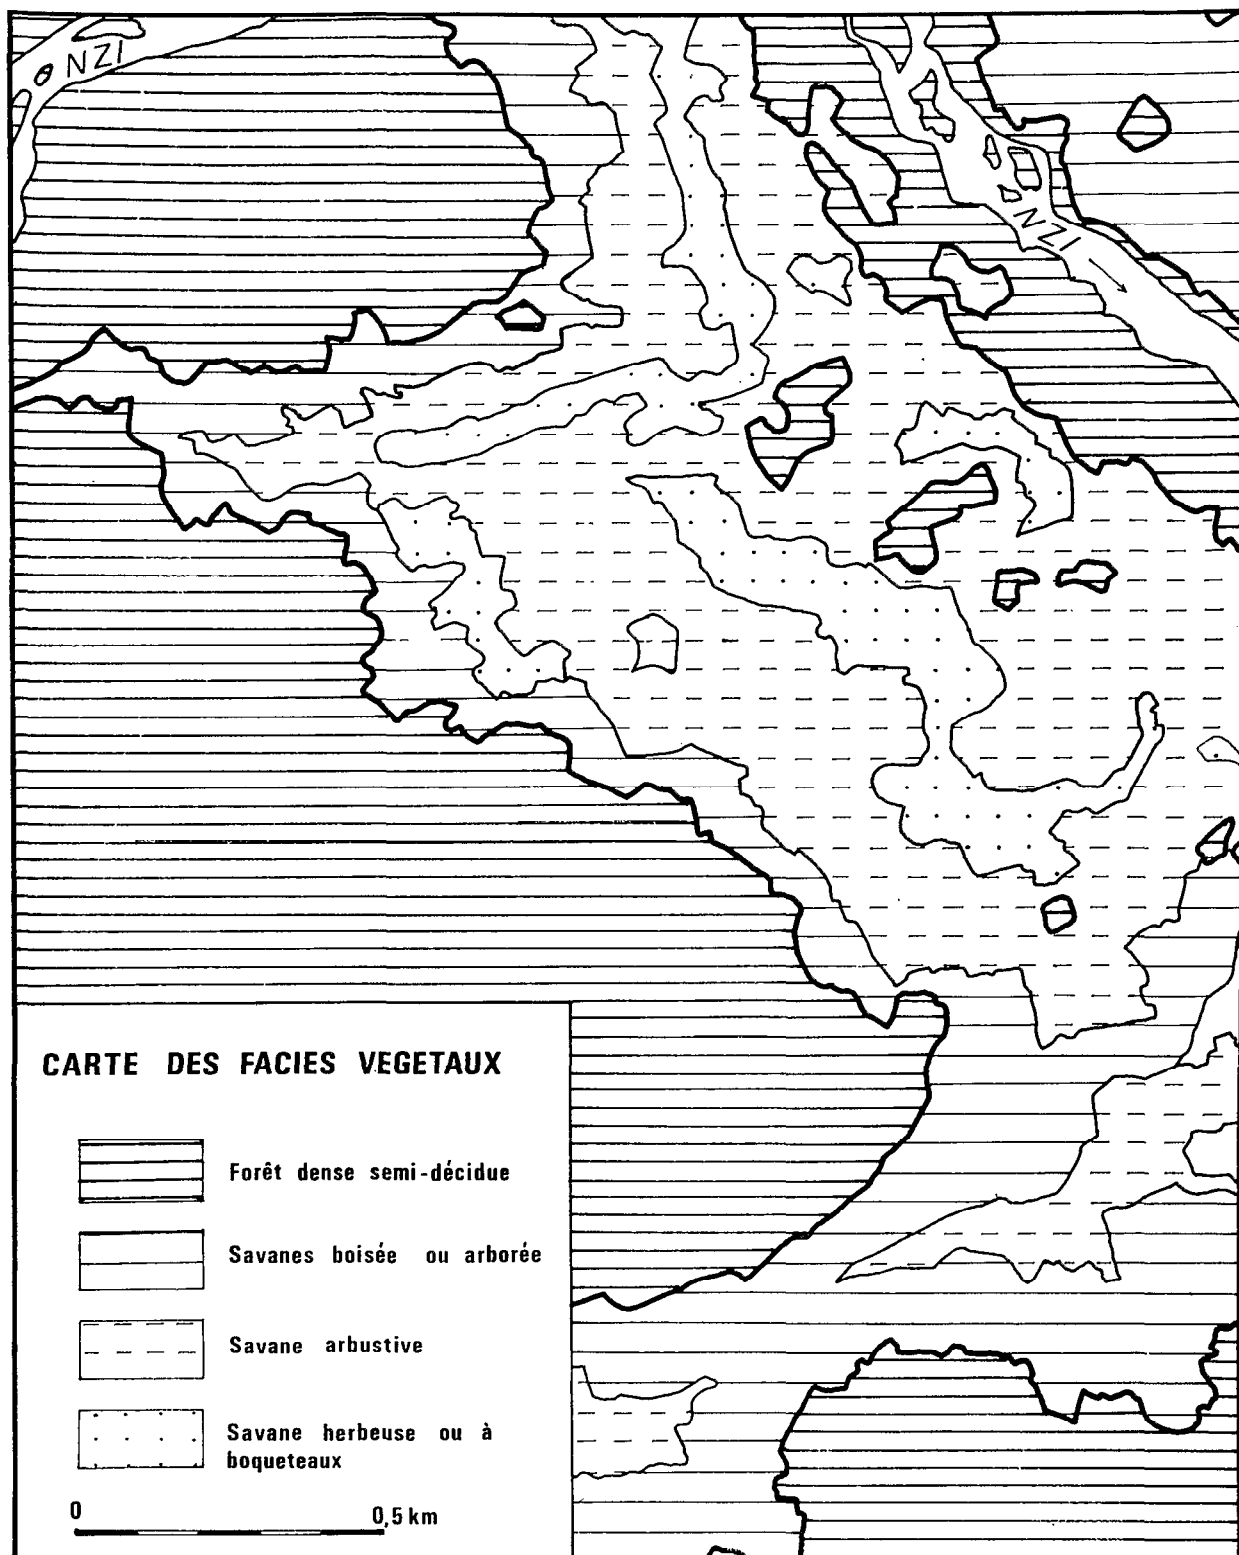 NZI
NZI
CARTE DES FACIES VEGETAUX
Forêt dense semi-décidue
Savanes boisée ou arborée
Savane arbustive
Savane herbeuse ou à
boqueteaux
0 0,5 km